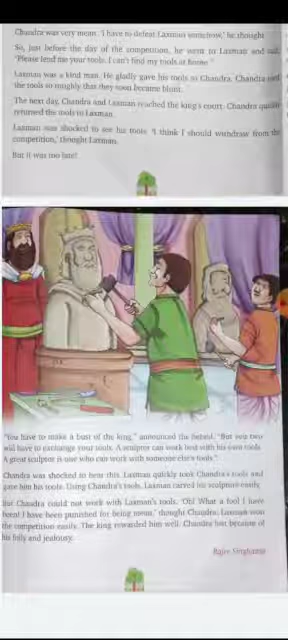 Chandra was very mean. 'I have to defeat Laxman somehow,' he thought.
So, just before the day of the competition, he went to Laxman and said,
"Please lend me your tools. I can't find my tools at home."
Laxman was a kind man. He gladly gave his tools to Chandra. Chandra used
the tools so roughly that they soon became blunt.
The next day, Chandra and Laxman reached the king's court. Chandra quickly
returned the tools to Laxman.
Laxman was shocked to see his tools. 'I think I should withdraw from the
competition,' thought Laxman.
But it was too late!
"You have to make a bust of the king," announced the "But you two
will have to exchange your tools. A sculptor can work best with his own tools.
A great sculptor is one who can work with someone else's tools."
Chandra was shocked to hear this. Laxman quickly took Chandra's tools and
gave him his tools. Using Chandra's tools, Laxman carved his sculpture easily.
But Chandra could not work with Laxman's tools. 'Oh! What a fool I have
been! I have been punished for being mean,' thought Chandra. Laxman won
the competition easily. The king rewarded him well. Chandra lost because of
his folly and jealousy.